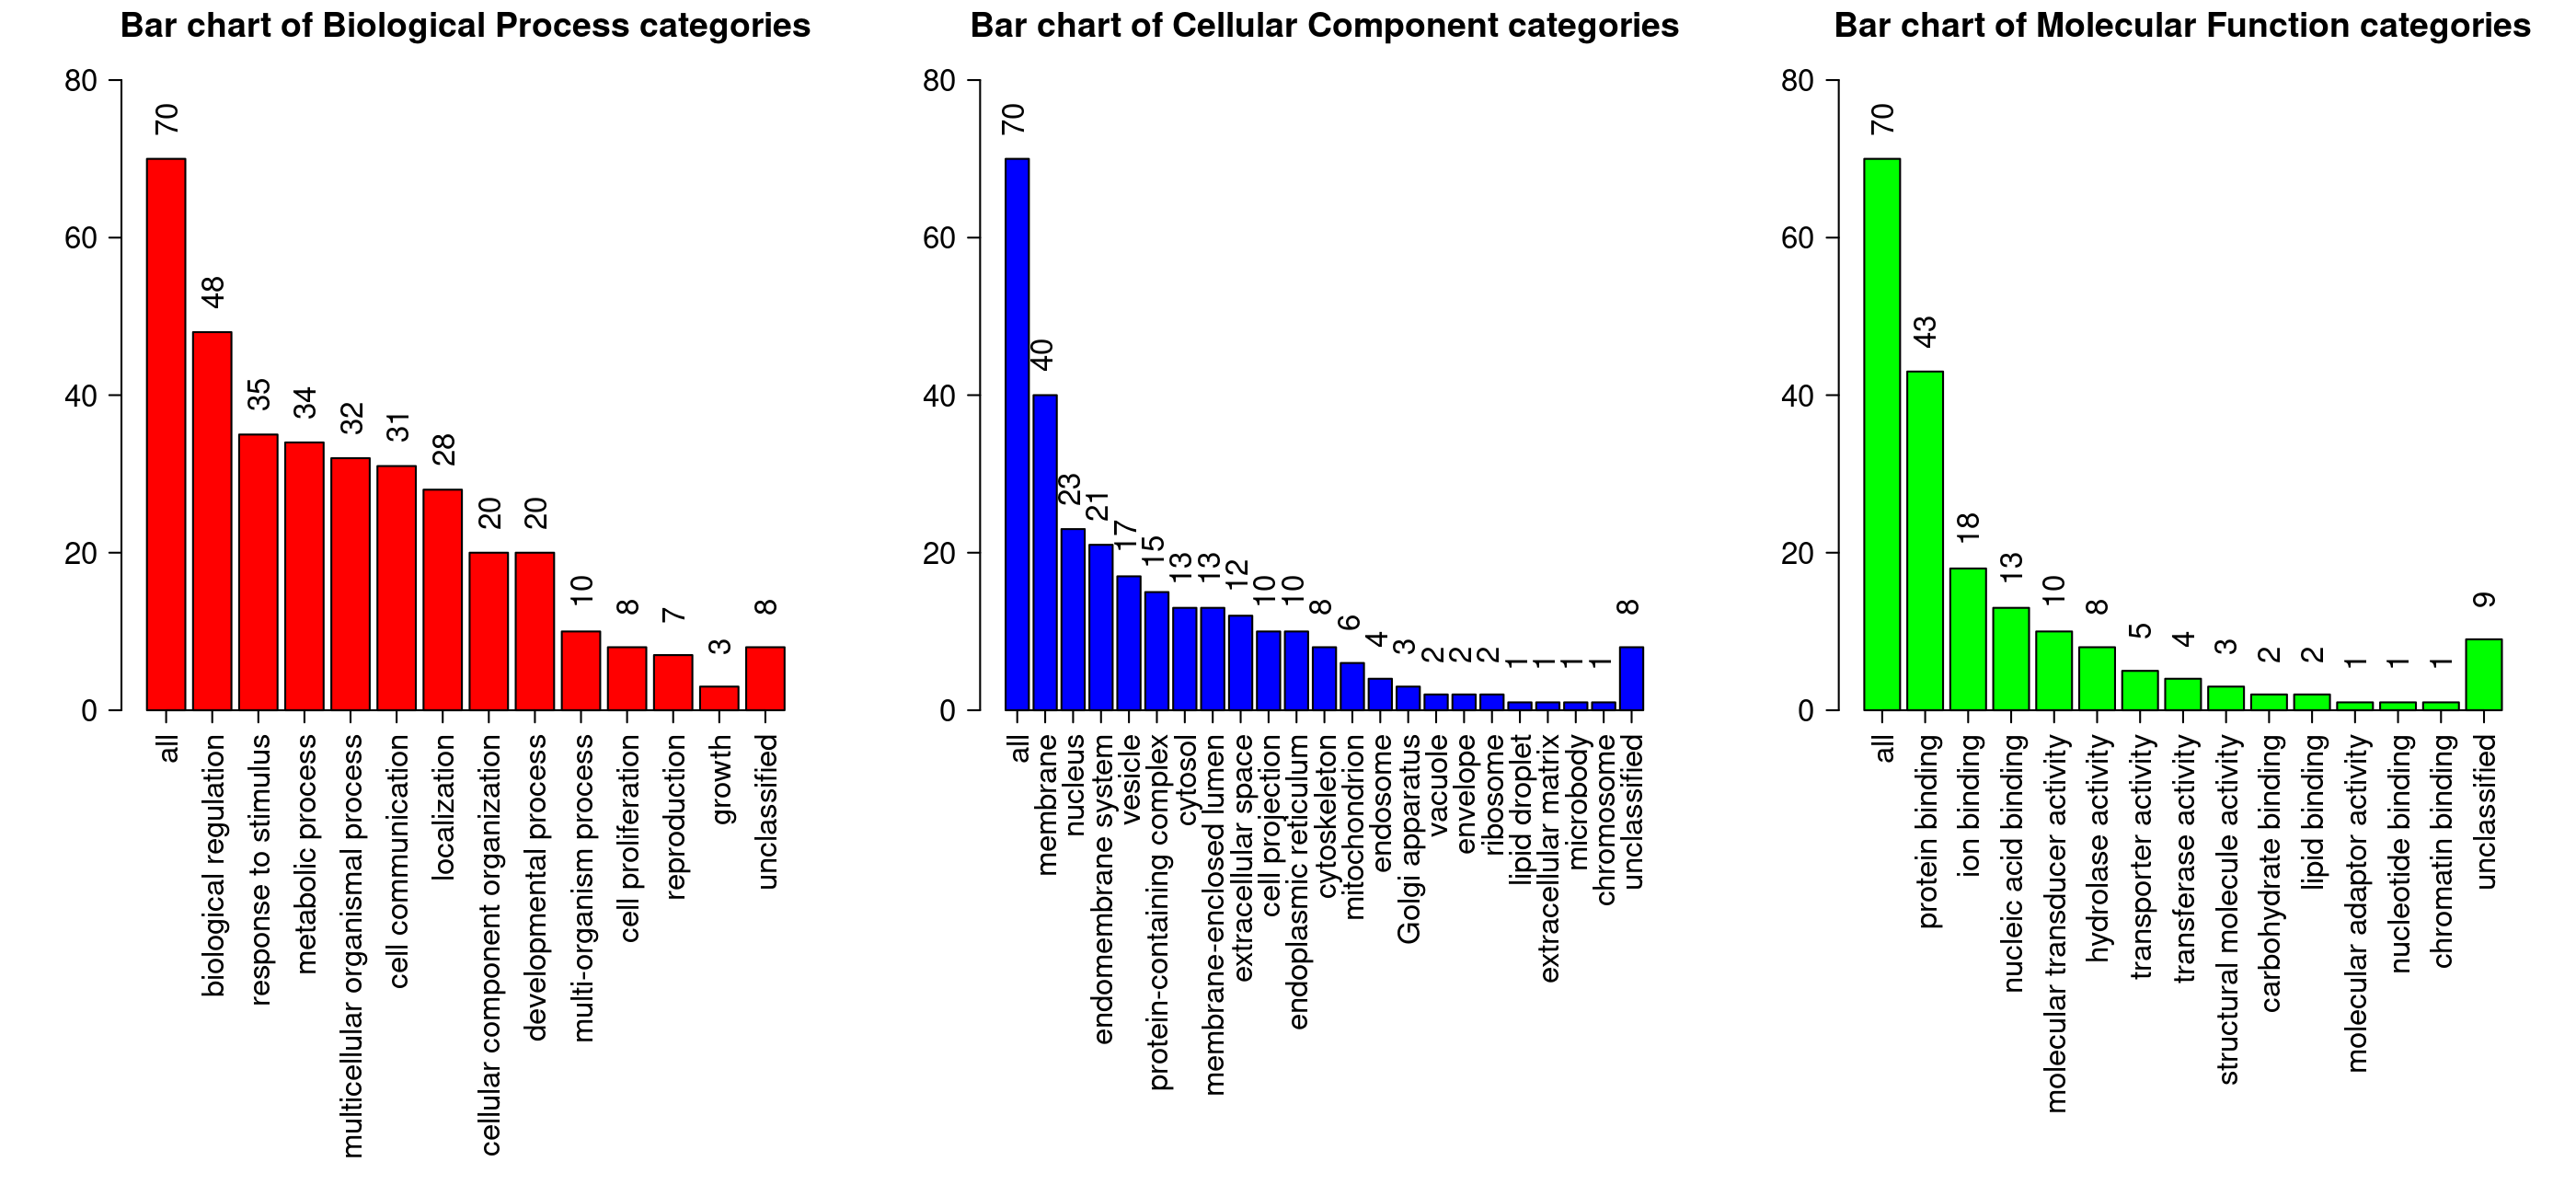 Bar chart of Biological Process categories
80
60
40
20
0
70
48
35
34
32
31
28
20
20
10
8
7
3
8
all
biological regulation
response to stimulus
metabolic process
multicellular organismal process
cell communication
localization
cellular component organization
developmental process
multi-organism process
cell proliferation
reproduction
growth
unclassified
Bar chart of Cellular Component categories
80
60
40
20
0
70
40
23
21
17
15
13
13
12
10
10
8
6
4
3
2
2
2
1
1
1
1
8
all
membrane
nucleus
endomembrane system
vesicle
protein-containing complex
cytosol
membrane-enclosed lumen
extracellular space
cell projection
endoplasmic reticulum
cytoskeleton
mitochondrion
endosome
Golgi apparatus
vacuole
envelope
ribosome
lipid droplet
extracellular matrix
microbody
chromosome
unclassified
Bar chart of Molecular Function categories
80
60
40
20
0
70
43
18
13
10
8
5
4
3
2
2
1
1
1
9
all
protein binding
ion binding
nucleic acid binding
molecular transducer activity
hydrolase activity
transporter activity
transferase activity
structural molecule activity
carbohydrate binding
lipid binding
molecular adaptor activity
nucleotide binding
chromatin binding
unclassified